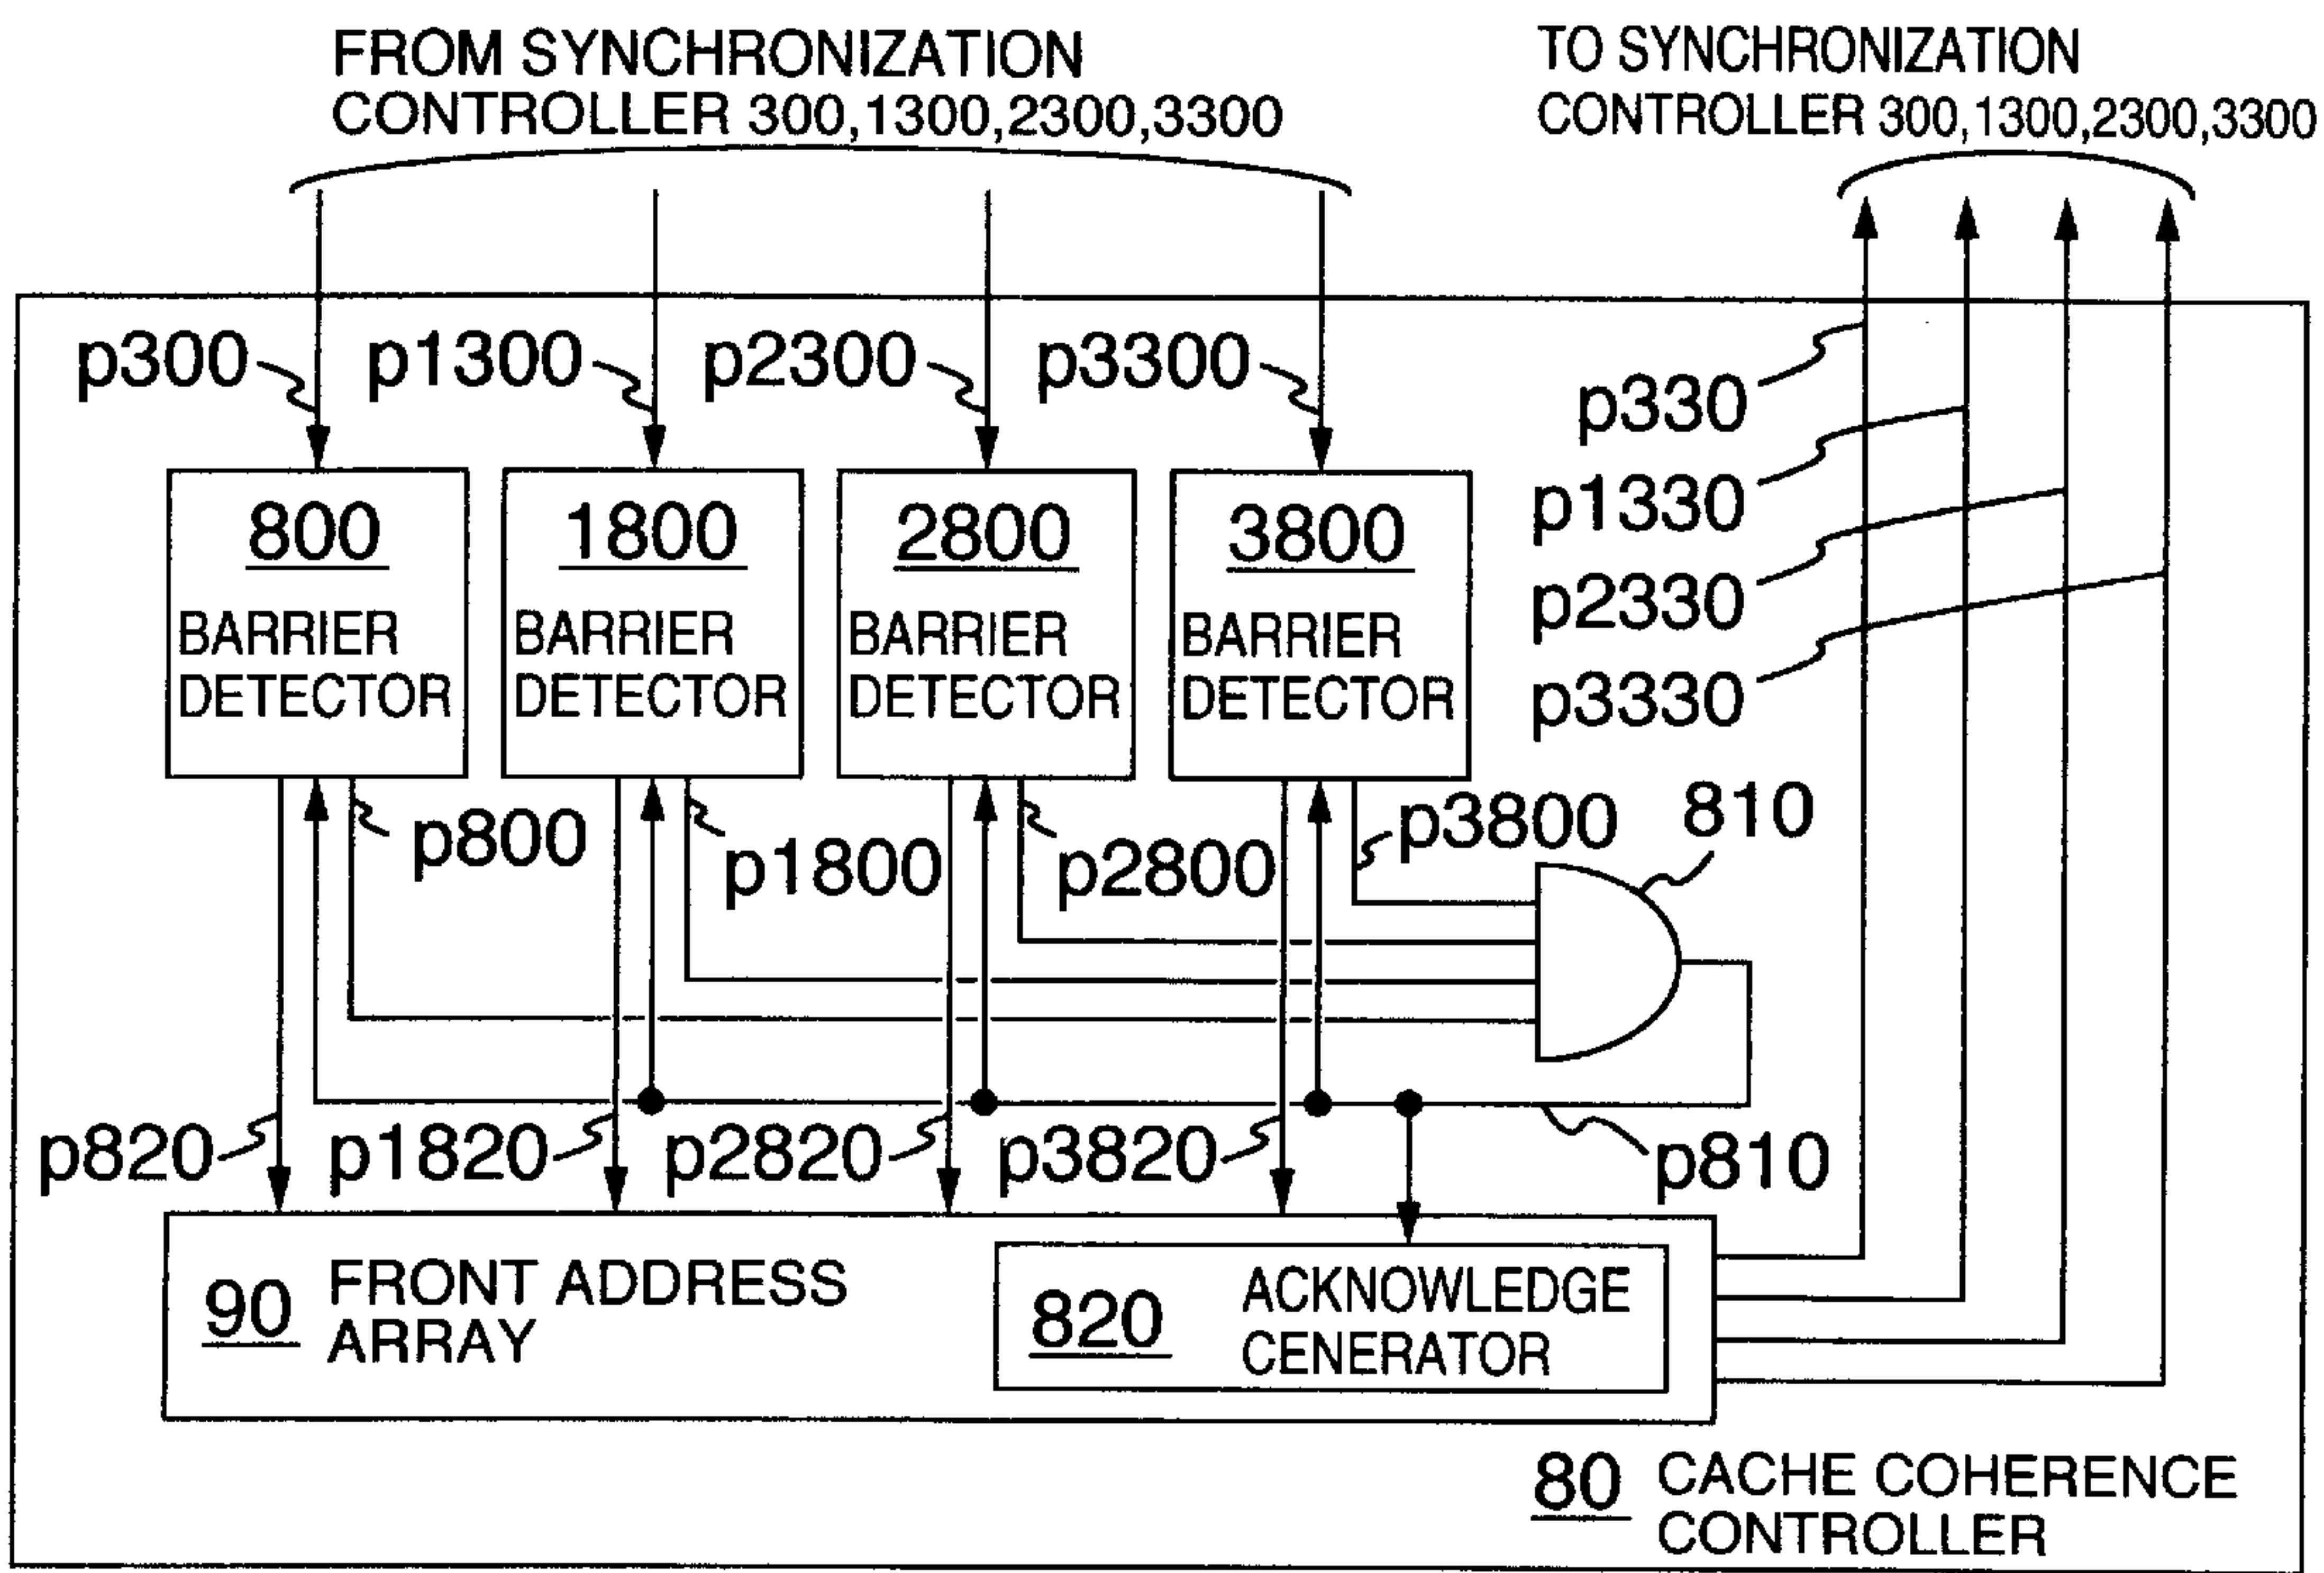 FROM SYNCHRONIZATION
CONTROLLER 300,1300,2300,3300
TO SYNCHRONIZATION
CONTROLLER 300,1300,2300,3300
p300
p1300
p2300
p3300
p330
p1330
p2330
p3330
800
BARRIER
DETECTOR
1800
BARRIER
DETECTOR
2800
BARRIER
DETECTOR
3800
BARRIER
DETECTOR
p800
p1800
p2800
p3800
810
p820
p1820
p2820
p3820
p810
90 FRONT ADDRESS
ARRAY
820 ACKNOWLEDGE
CENERATOR
80 CACHE COHERENCE
CONTROLLER